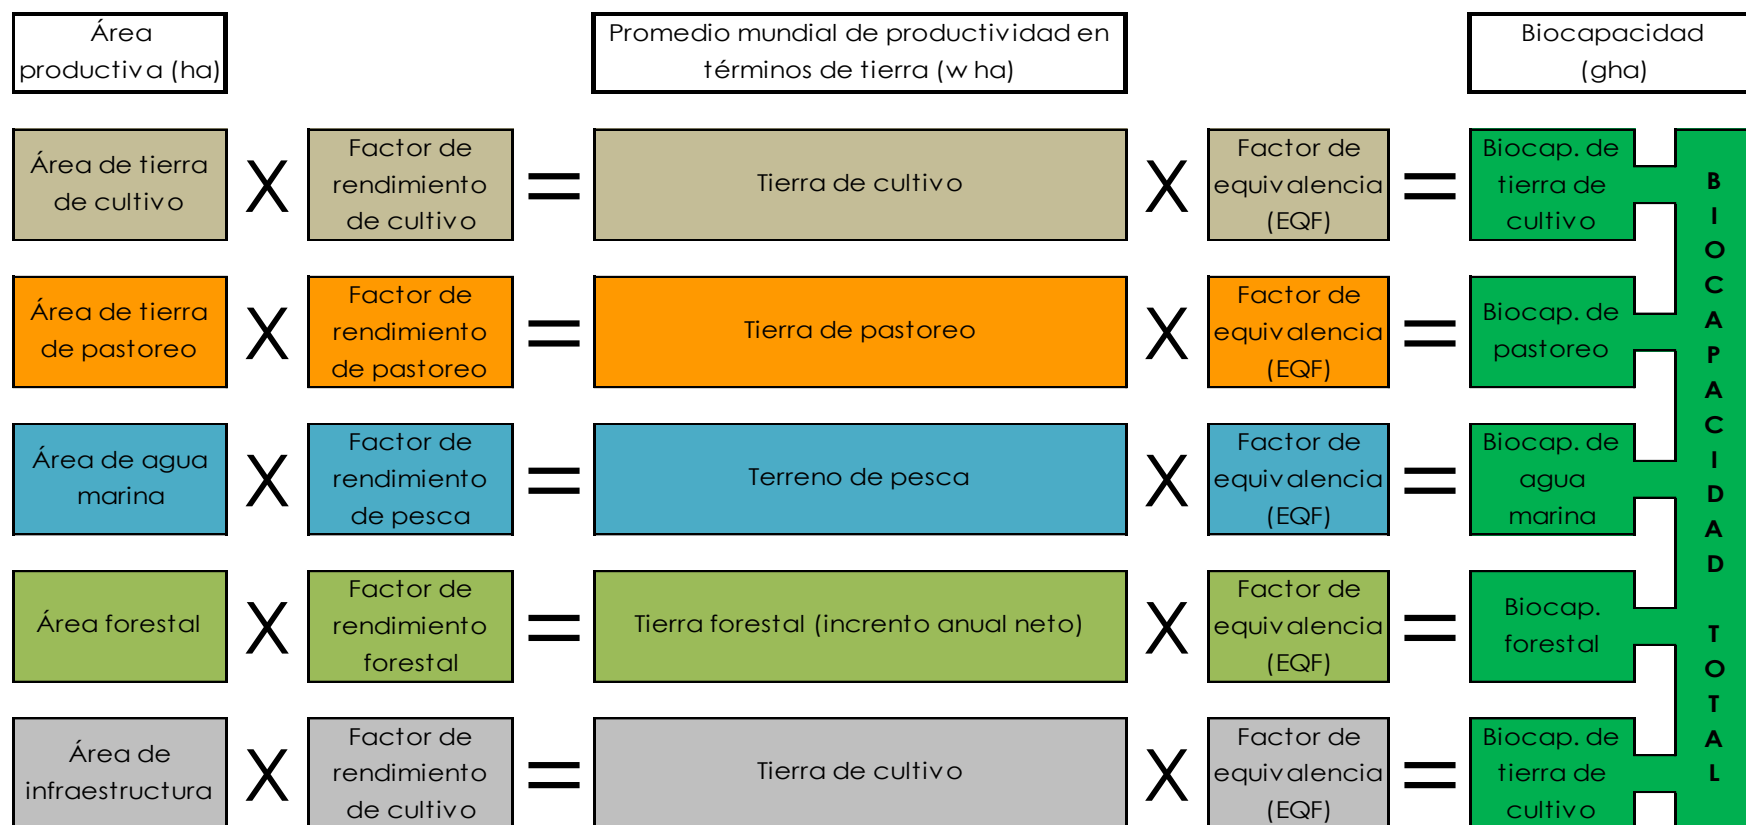 Área
productiva (ha)
Promedio mundial de productividad en
términos de tierra (w ha)
Biocapacidad
(gha)
Área de tierra
de cultivo
X
Factor de
rendimiento
de cultivo
=
Tierra de cultivo
X
Factor de
equivalencia
(EQF)
=
Biocap. de
tierra de
cultivo
Área de tierra
de pastoreo
X
Factor de
rendimiento
de pastoreo
=
Tierra de pastoreo
X
Factor de
equivalencia
(EQF)
=
Biocap. de
pastoreo
Área de agua
marina
X
Factor de
rendimiento
de pesca
=
Terreno de pesca
X
Factor de
equivalencia
(EQF)
=
Biocap. de
agua
marina
Área forestal
X
Factor de
rendimiento
forestal
=
Tierra forestal (incrento anual neto)
X
Factor de
equivalencia
(EQF)
=
Biocap.
forestal
Área de
infraestructura
X
Factor de
rendimiento
de cultivo
=
Tierra de cultivo
X
Factor de
equivalencia
(EQF)
=
Biocap. de
tierra de
cultivo
BIOCAPACIDAD TOTAL